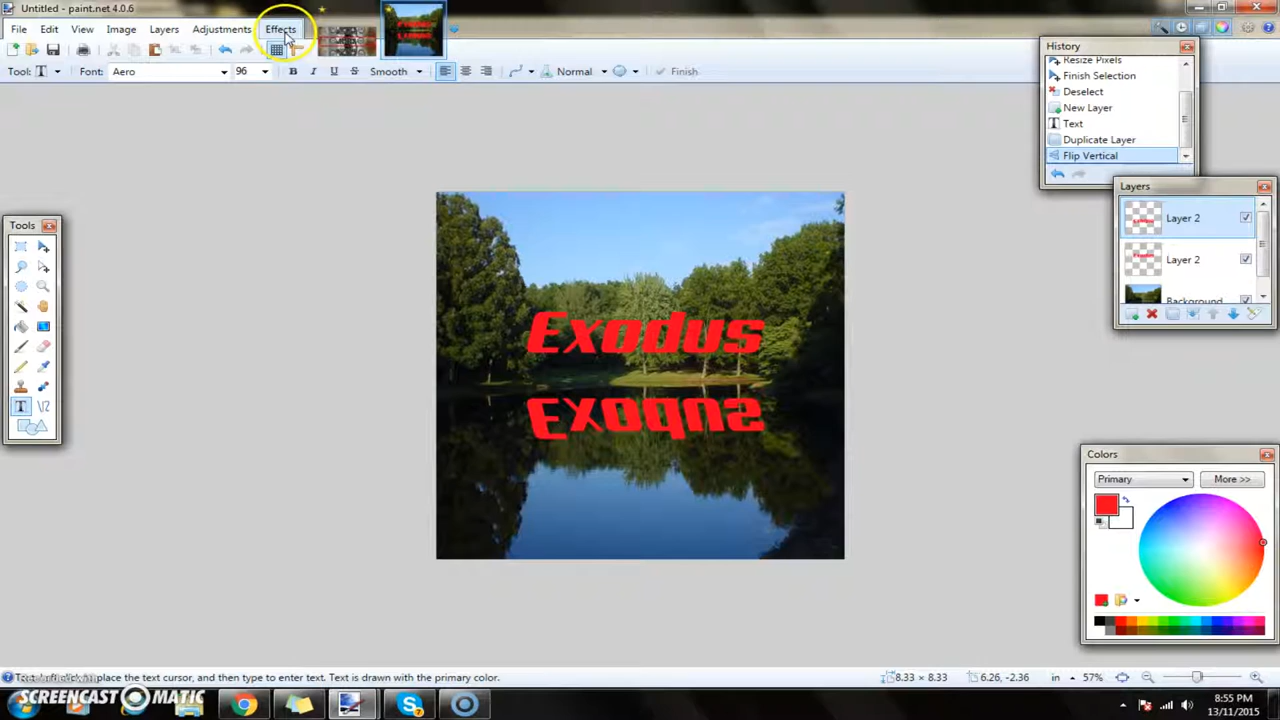 Untitled - paint.net 4.0.6
File Edit View Image Layers Adjustments Effects
Tool: T Font: Aero 96 B I U S Smooth Normal Finish
History
Resize Pixels
Finish Selection
Deselect
New Layer
Text
Duplicate Layer
Flip Vertical
Layers
Layer 2
Layer 2
Background
Tools
T
Exodus
Exodus
Colors
Primary
More >>
to place the text cursor, and then type to enter text. Text is drawn with the primary color.
8.33 × 8.33
6.26, -2.36
in
57%
SCREENCAST MATIC
8:55 PM
13/11/2015